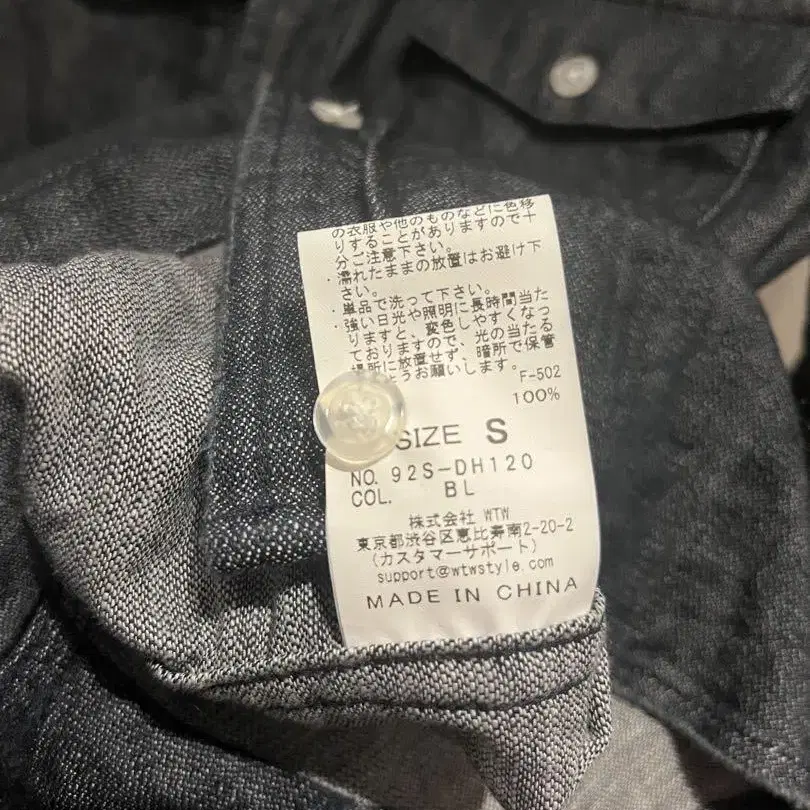 の衣服や他のものなどに色移
りすることがありますので十
分ご注意下さい。
・濡れたままの放置はお避け下
さい。
・単品で洗って下さい。
・強い日光や照明に長時間当た
りますと、変色しやすくなっ
ておりますので、光の当たる
場所に放置せず、暗所で保管
ようお願いします。
F-502
100%
SIZE S
NO. 92S-DH120
COL. BL
株式会社 WTW
東京都渋谷区恵比寿南2-20-2
(カスタマーサポート)
support@wtwstyle.com
MADE IN CHINA